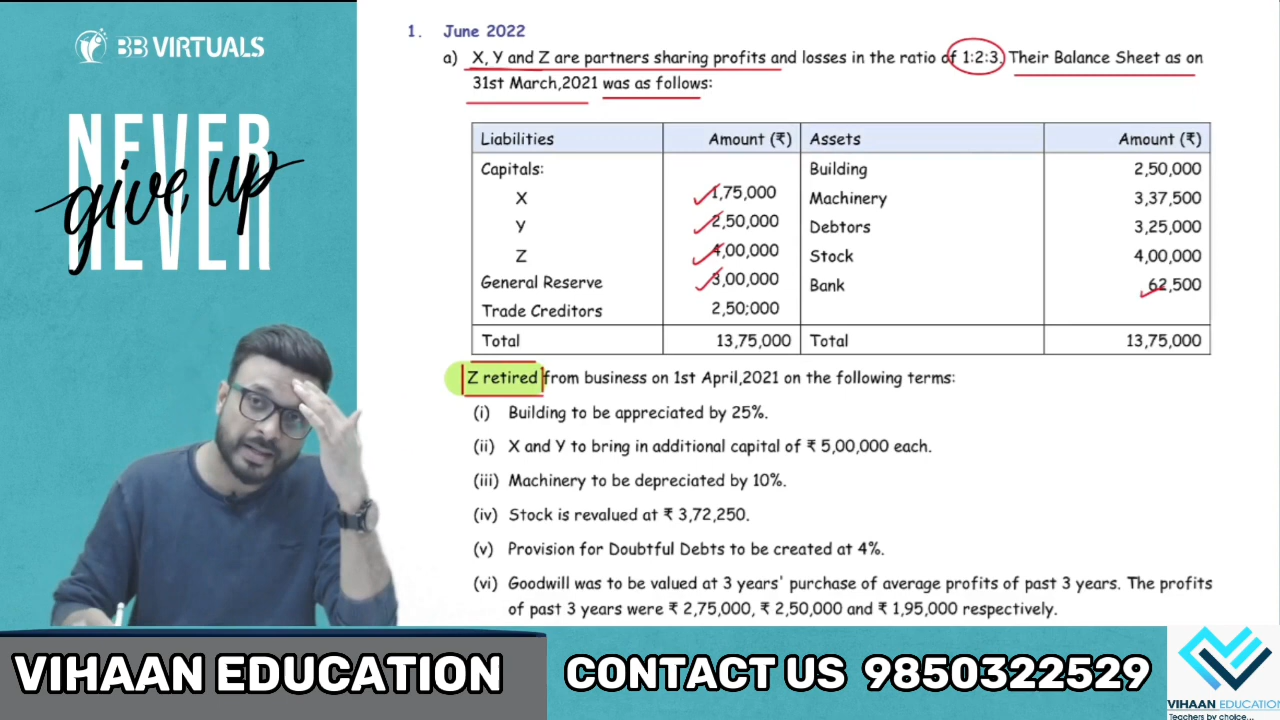 BB VIRTUALS
NEVER
give up
NEVER
1. June 2022
a) X, Y and Z are partners sharing profits and losses in the ratio of 1:2:3. Their Balance Sheet as on
31st March,2021 was as follows:
Liabilities Amount (₹) Assets Amount (₹)
Capitals: Building 2,50,000
X 1,75,000 Machinery 3,37,500
Y 2,50,000 Debtors 3,25,000
Z 4,00,000 Stock 4,00,000
General Reserve 3,00,000 Bank 62,500
Trade Creditors 2,50;000
Total 13,75,000 Total 13,75,000
Z retired from business on 1st April,2021 on the following terms:
(i) Building to be appreciated by 25%.
(ii) X and Y to bring in additional capital of ₹ 5,00,000 each.
(iii) Machinery to be depreciated by 10%.
(iv) Stock is revalued at ₹ 3,72,250.
(v) Provision for Doubtful Debts to be created at 4%.
(vi) Goodwill was to be valued at 3 years' purchase of average profits of past 3 years. The profits
of past 3 years were ₹ 2,75,000, ₹ 2,50,000 and ₹ 1,95,000 respectively.
VIHAAN EDUCATION
CONTACT US 9850322529
VIHAAN EDUCATION
Teachers by choice...